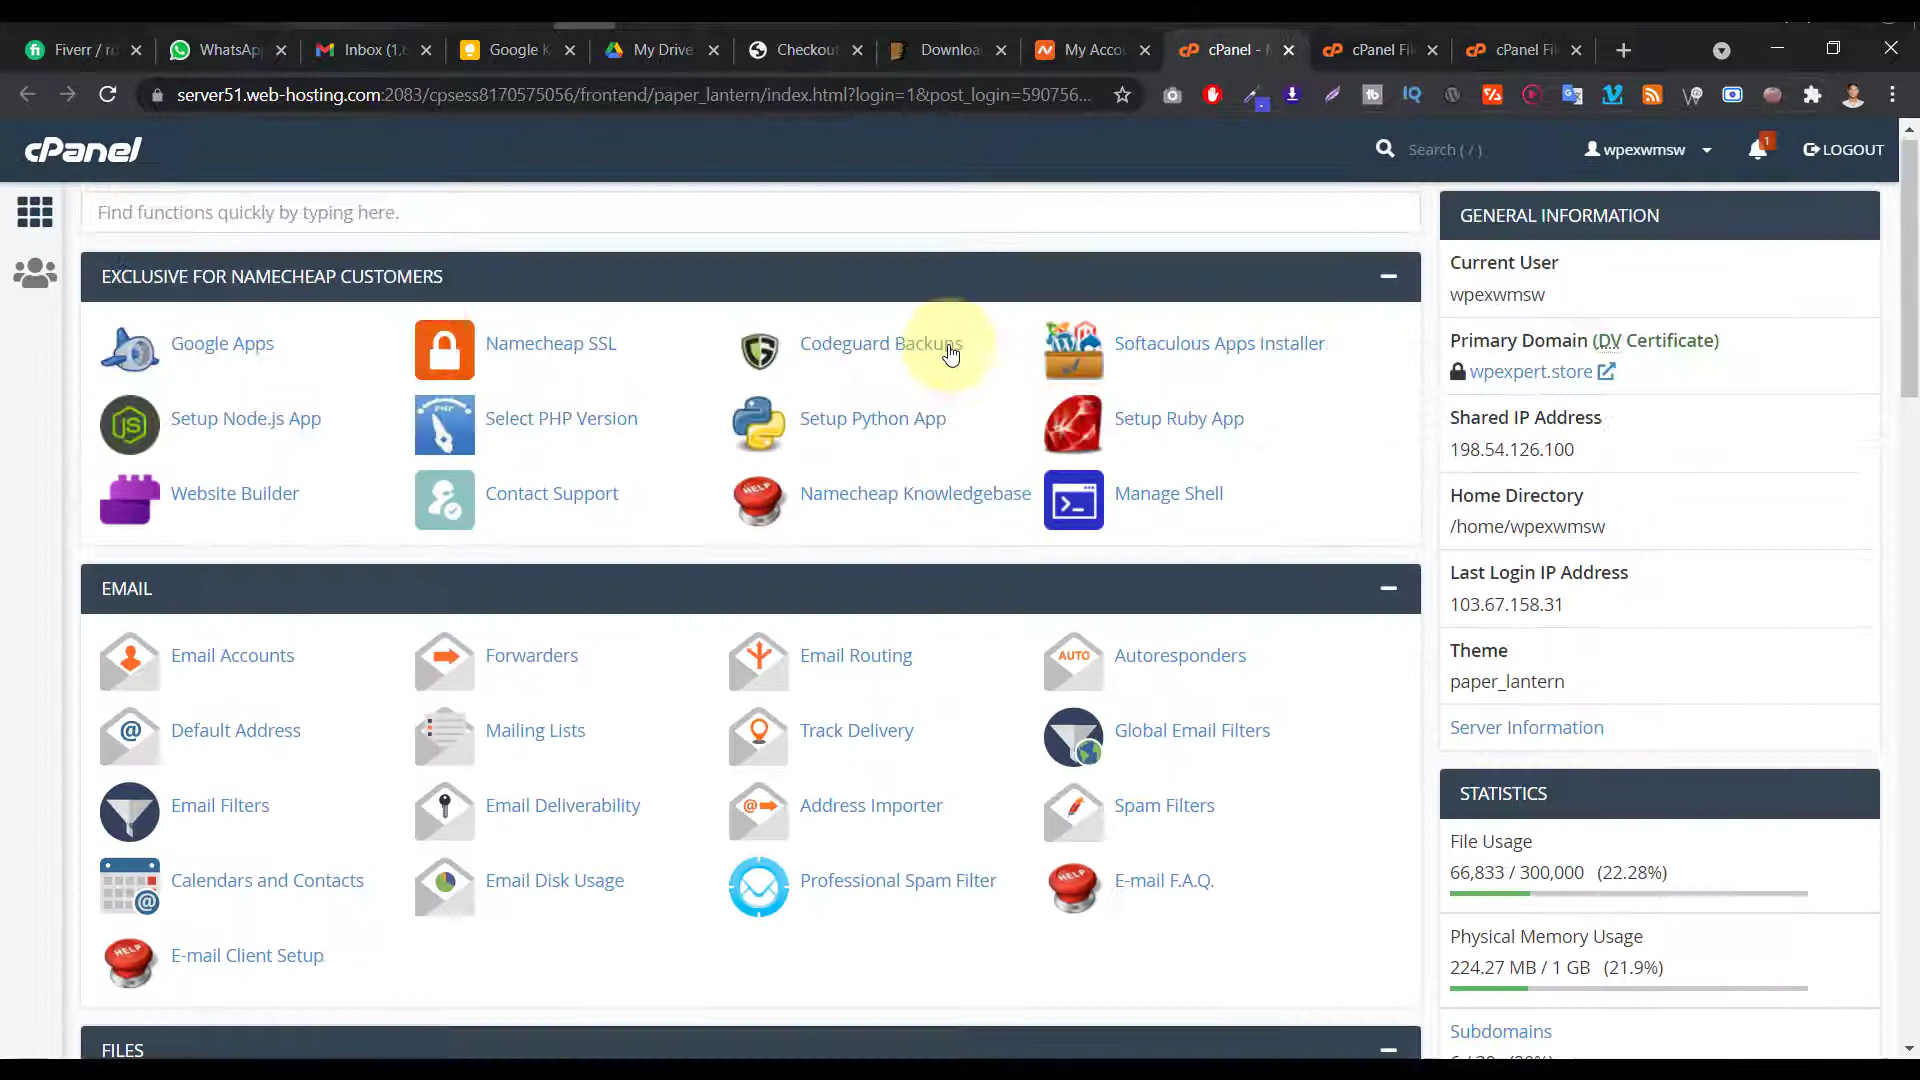 Fiverr / ro
WhatsAp
Inbox (1,
Google K
My Drive
Checkout
Downloa
My Acco
cPanel -
cPanel Fil
cPanel Fil
server51.web-hosting.com:2083/cpsess8170575056/frontend/paper_lantern/index.html?login=1&post_login=590756...
cPanel
Search ( / )
wpexwmsw
1
LOGOUT
Find functions quickly by typing here.
EXCLUSIVE FOR NAMECHEAP CUSTOMERS
Google Apps
Namecheap SSL
Codeguard Backups
Softaculous Apps Installer
Setup Node.js App
Select PHP Version
Setup Python App
Setup Ruby App
Website Builder
Contact Support
Namecheap Knowledgebase
Manage Shell
EMAIL
Email Accounts
Forwarders
Email Routing
AUTO
Autoresponders
Default Address
Mailing Lists
Track Delivery
Global Email Filters
Email Filters
Email Deliverability
Address Importer
Spam Filters
Calendars and Contacts
Email Disk Usage
Professional Spam Filter
HELP
E-mail F.A.Q.
HELP
E-mail Client Setup
FILES
GENERAL INFORMATION
Current User
wpexwmsw
Primary Domain (DV Certificate)
wpexpert.store
Shared IP Address
198.54.126.100
Home Directory
/home/wpexwmsw
Last Login IP Address
103.67.158.31
Theme
paper_lantern
Server Information
STATISTICS
File Usage
66,833 / 300,000 (22.28%)
Physical Memory Usage
224.27 MB / 1 GB (21.9%)
Subdomains